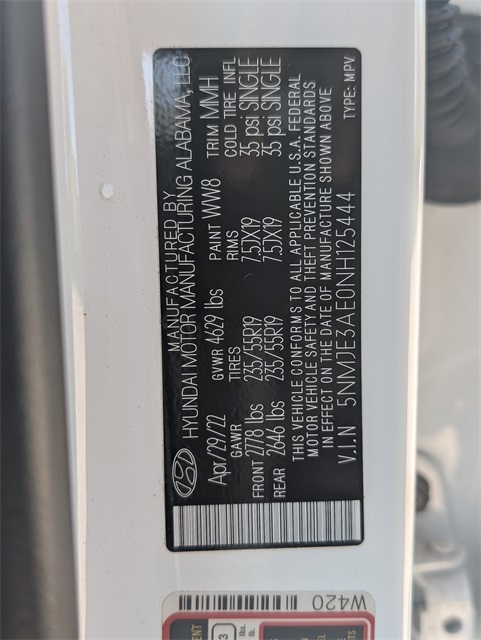 MANUFACTURED BY
HYUNDAI MOTOR MANUFACTURING ALABAMA, LLC
Apr/29/22 GVWR 4629 lbs PAINT WW8 TRIM MMH
GAWR TIRES RIMS COLD TIRE INFL
FRONT 2778 lbs 235/55R19 7.5JX19 35 psi SINGLE
REAR 2646 lbs 235/55R19 7.5JX19 35 psi SINGLE
THIS VEHICLE CONFORMS TO ALL APPLICABLE U.S.A. FEDERAL
MOTOR VEHICLE SAFETY AND THEFT PREVENTION STANDARDS
IN EFFECT ON THE DATE OF MANUFACTURE SHOWN ABOVE
V.I.N 5NMJE3AE0NH125444 TYPE: MPV
W420